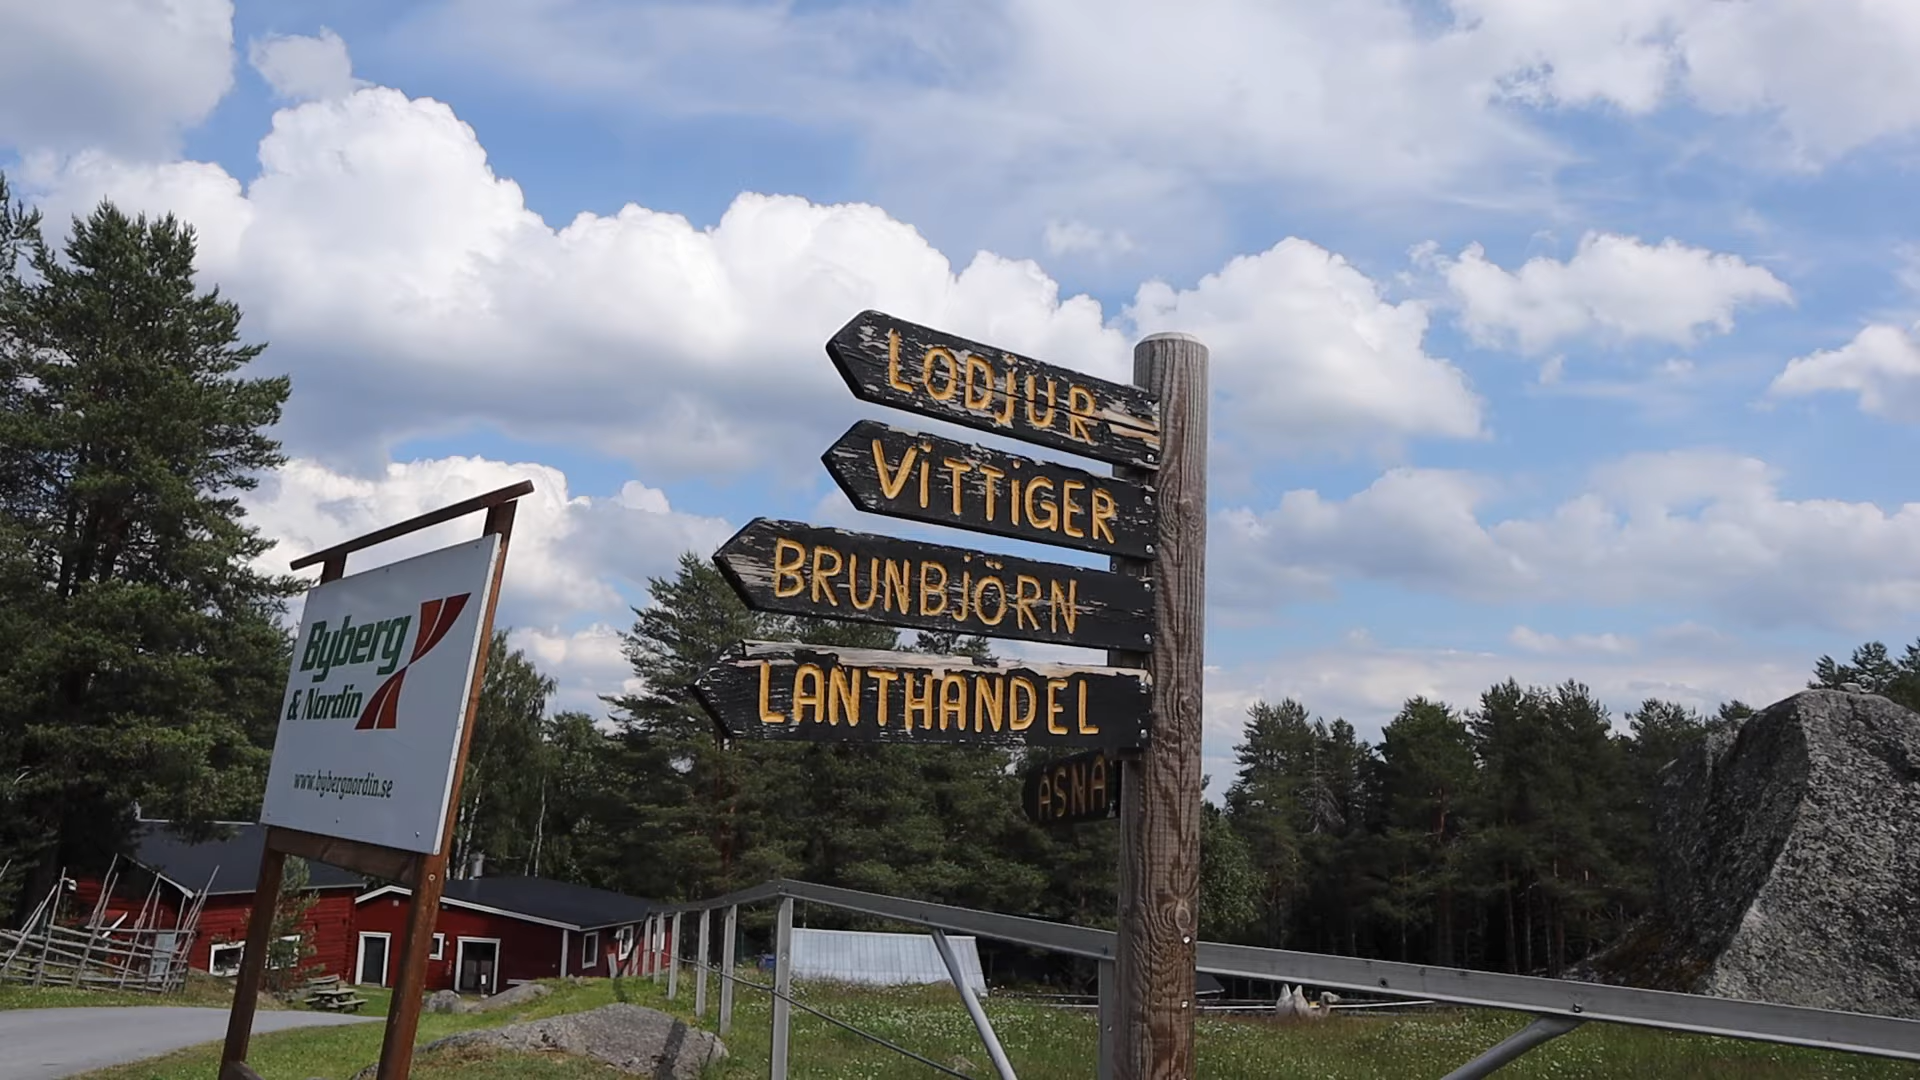 LODjUR
ViTTiGER
BRUNBjÖRN
LANTHANDEL
ÅSNA
Byberg
& Nordin
www.bybergnordin.se